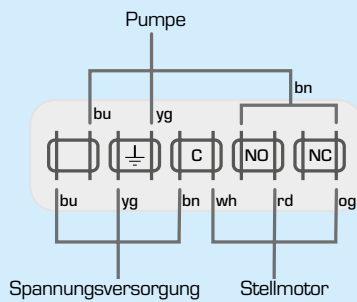 Pumpe
bn
bu yg
C NO NC
bu yg bn wh rd og
Spannungsversorgung Stellmotor